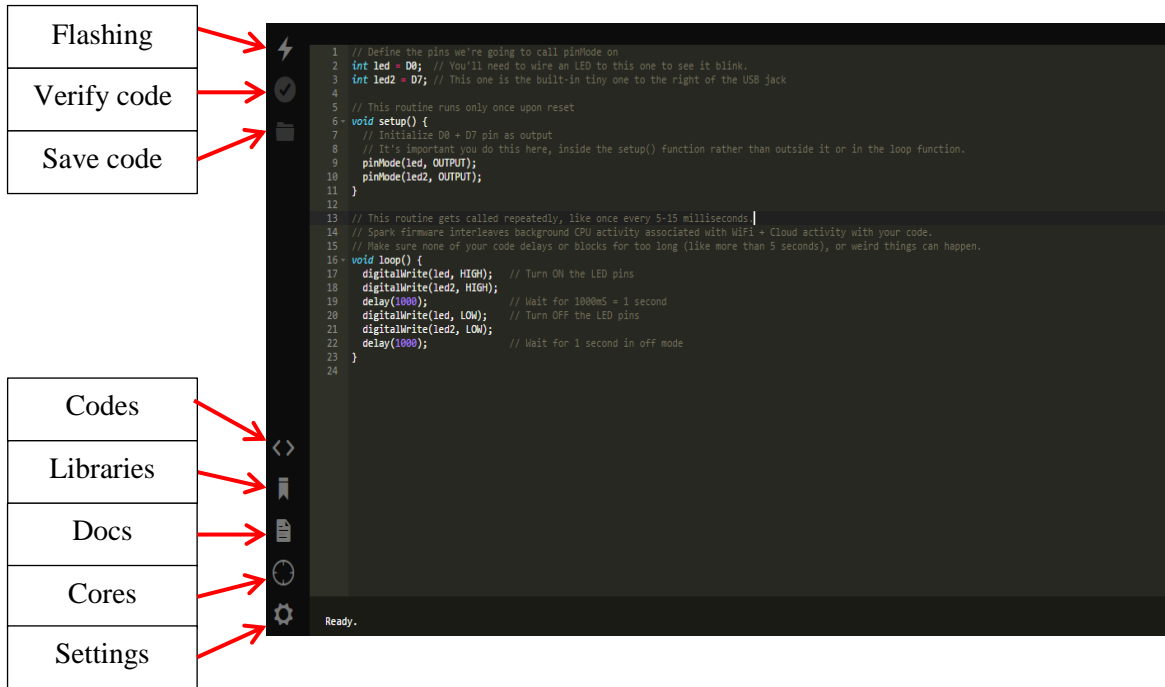 Flashing
Verify code
Save code
Codes
Libraries
Docs
Cores
Settings
1 // Define the pins we're going to call pinMode on
2 int led = D0; // You'll need to wire an LED to this one to see it blink.
3 int led2 = D7; // This one is the built-in tiny one to the right of the USB jack
4
5 // This routine runs only once upon reset
6 void setup() {
7 // Initialize D0 + D7 pin as output
8 // It's important you do this here, inside the setup() function rather than outside it or in the loop function.
9 pinMode(led, OUTPUT);
10 pinMode(led2, OUTPUT);
11 }
12
13 // This routine gets called repeatedly, like once every 5-15 milliseconds.
14 // Spark firmware interleaves background CPU activity associated with WiFi + Cloud activity with your code.
15 // Make sure none of your code delays or blocks for too long (like more than 5 seconds), or weird things can happen.
16 void loop() {
17 digitalWrite(led, HIGH); // Turn ON the LED pins
18 digitalWrite(led2, HIGH);
19 delay(1000); // Wait for 1000mS = 1 second
20 digitalWrite(led, LOW); // Turn OFF the LED pins
21 digitalWrite(led2, LOW);
22 delay(1000); // Wait for 1 second in off mode
23 }
24
Ready.